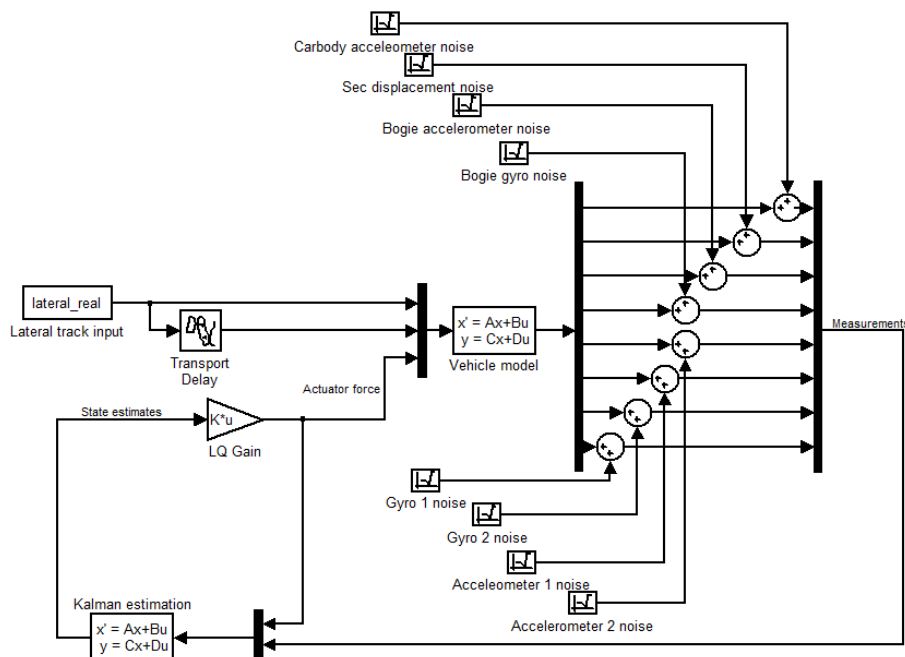 Carbody acceleometer noise
Sec displacement noise
Bogie accelerometer noise
Bogie gyro noise
lateral_real
Lateral track input
Transport
Delay
x' = Ax+Bu
y = Cx+Du
Vehicle model
Measurements
Actuator force
State estimates
K*u
LQ Gain
Gyro 1 noise
Gyro 2 noise
Acceleometer 1 noise
Accelerometer 2 noise
Kalman estimation
x' = Ax+Bu
y = Cx+Du